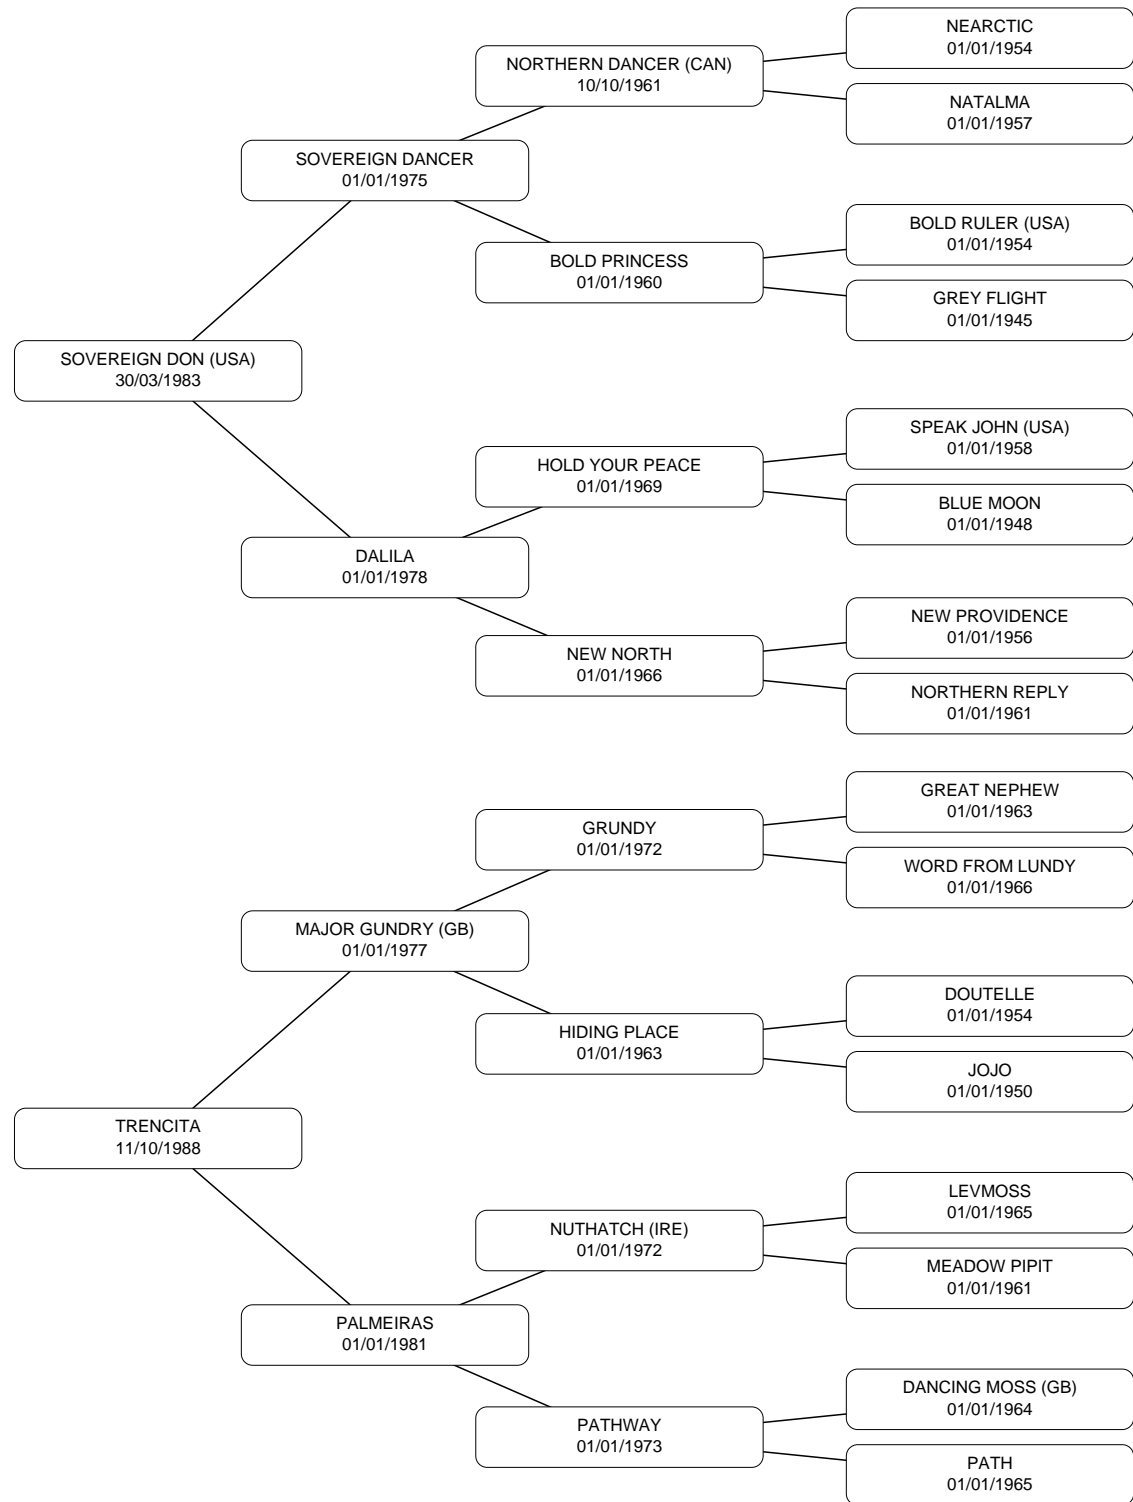 NEARCTIC
01/01/1954
NORTHERN DANCER (CAN)
10/10/1961
NATALMA
01/01/1957
SOVEREIGN DANCER
01/01/1975
BOLD RULER (USA)
01/01/1954
BOLD PRINCESS
01/01/1960
GREY FLIGHT
01/01/1945
SOVEREIGN DON (USA)
30/03/1983
SPEAK JOHN (USA)
01/01/1958
HOLD YOUR PEACE
01/01/1969
BLUE MOON
01/01/1948
DALILA
01/01/1978
NEW PROVIDENCE
01/01/1956
NEW NORTH
01/01/1966
NORTHERN REPLY
01/01/1961
GREAT NEPHEW
01/01/1963
GRUNDY
01/01/1972
WORD FROM LUNDY
01/01/1966
MAJOR GUNDRY (GB)
01/01/1977
DOUTELLE
01/01/1954
HIDING PLACE
01/01/1963
JOJO
01/01/1950
TRENCITA
11/10/1988
LEVMOSS
01/01/1965
NUTHATCH (IRE)
01/01/1972
MEADOW PIPIT
01/01/1961
PALMEIRAS
01/01/1981
DANCING MOSS (GB)
01/01/1964
PATHWAY
01/01/1973
PATH
01/01/1965